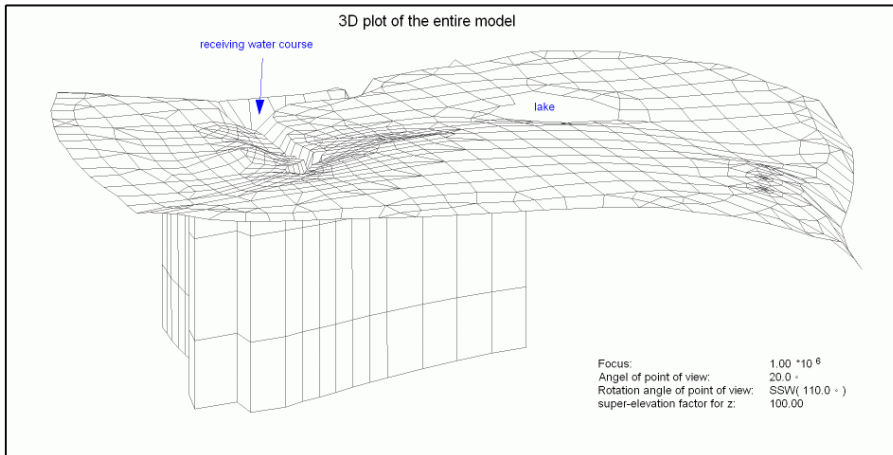 3D plot of the entire model
receiving water course
lake
Focus: 1.00 *10 6
Angel of point of view: 20.0 °
Rotation angle of point of view: SSW( 110.0 ° )
super-elevation factor for z: 100.00